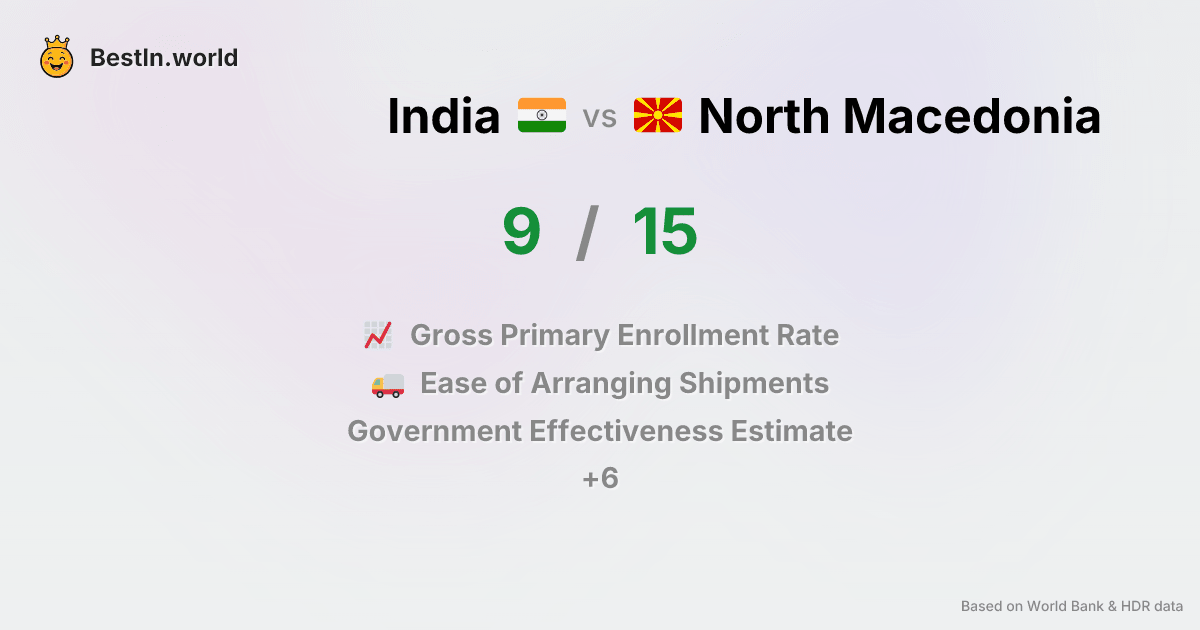 BestIn.world
India vs North Macedonia
9 / 15
Gross Primary Enrollment Rate
Ease of Arranging Shipments
Government Effectiveness Estimate
+6
Based on World Bank & HDR data